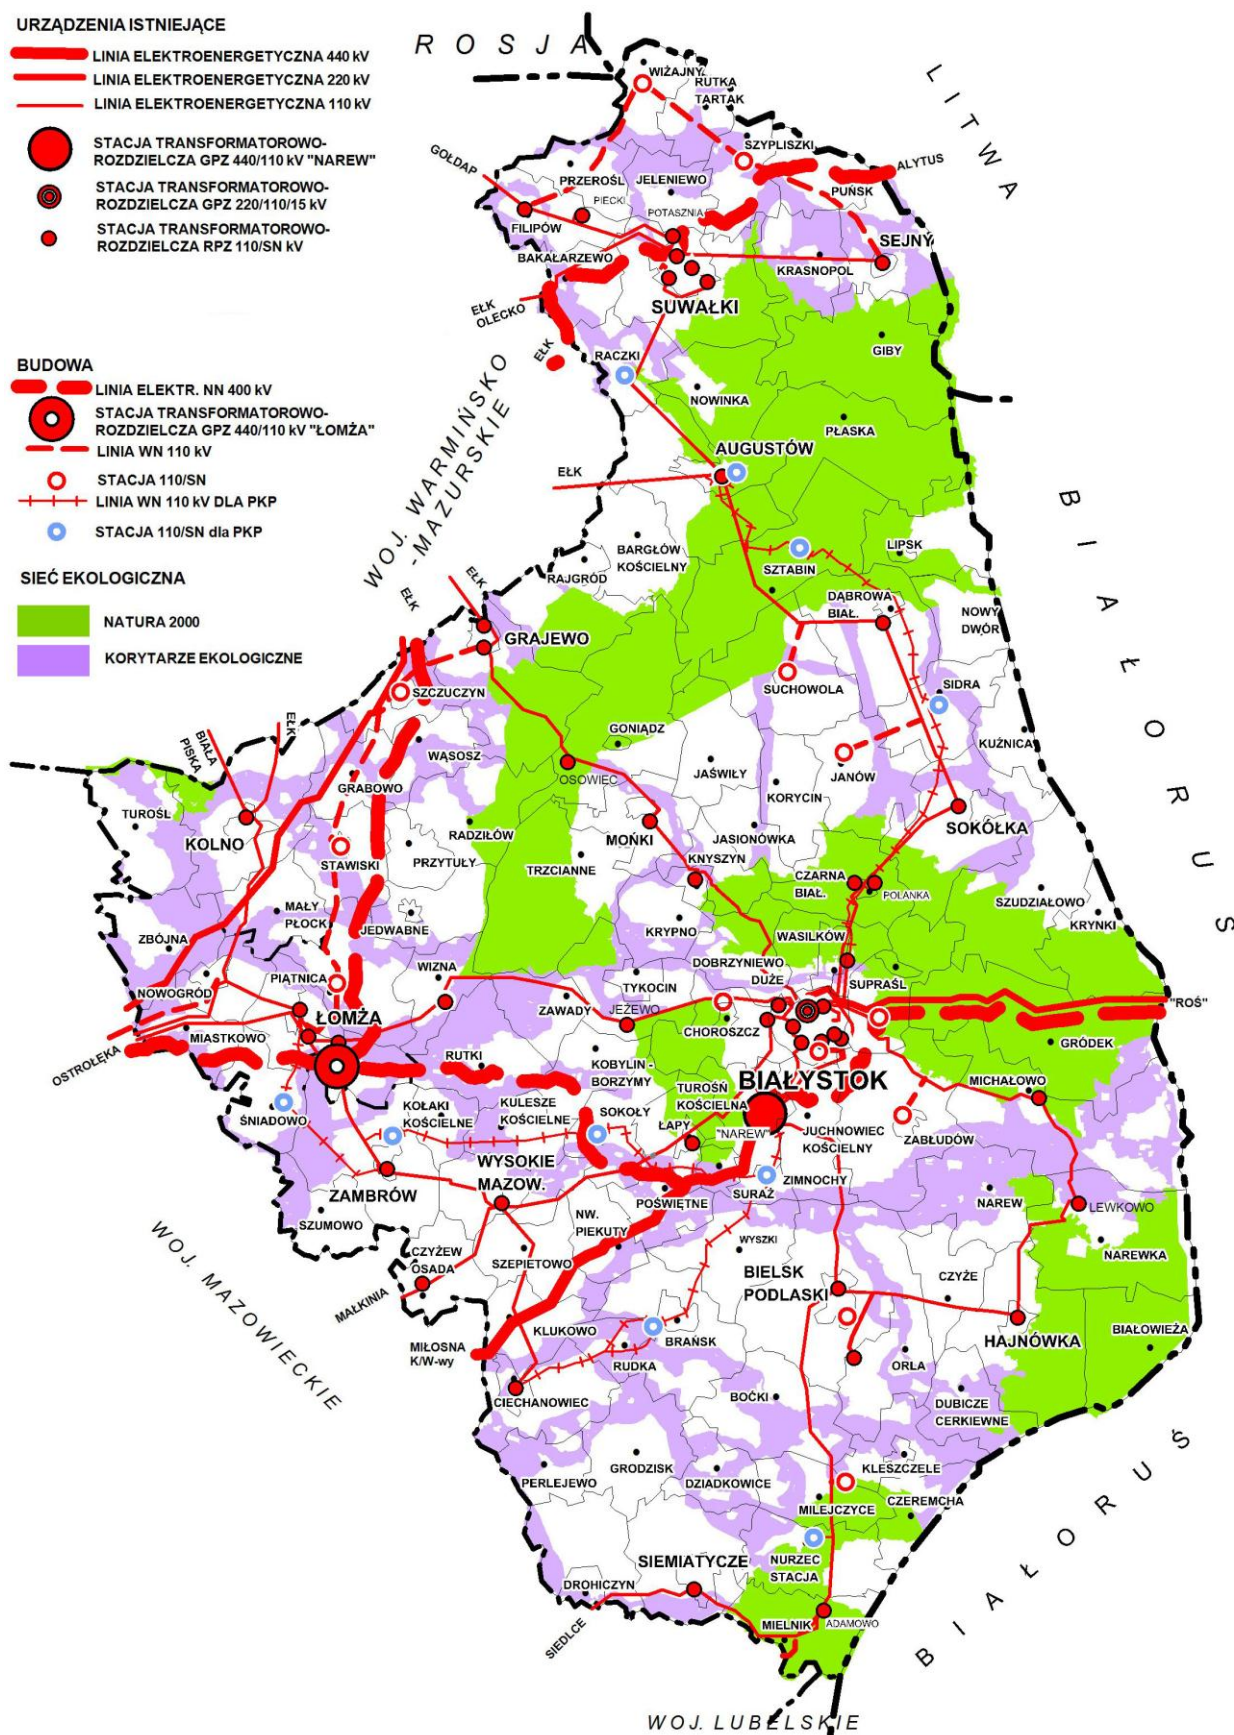 URZĄDZENIA ISTNIEJĄCE
LINIA ELEKTROENERGETYCZNA 440 kV
LINIA ELEKTROENERGETYCZNA 220 kV
LINIA ELEKTROENERGETYCZNA 110 kV
STACJA TRANSFORMATOROWO-
ROZDZIELCZA GPZ 440/110 kV "NAREW"
STACJA TRANSFORMATOROWO-
ROZDZIELCZA GPZ 220/110/15 kV
STACJA TRANSFORMATOROWO-
ROZDZIELCZA RPZ 110/SN kV
BUDOWA
LINIA ELEKTR. NN 400 kV
STACJA TRANSFORMATOROWO-
ROZDZIELCZA GPZ 440/110 kV "ŁOMŻA"
LINIA WN 110 kV
STACJA 110/SN
LINIA WN 110 kV DLA PKP
STACJA 110/SN dla PKP
SIEĆ EKOLOGICZNA
NATURA 2000
KORYTARZE EKOLOGICZNE
ROSJA
LITWA
BIAŁORUŚ
BIAŁORUŚ
WOJ. WARMIŃSKO
-MAZURSKIE
WOJ. MAZOWIECKIE
WOJ. LUBELSKIE
WIŻAJNY
RUTKA
TARTAK
SZYPLISZKI
ALYTUS
PUŃSK
GOŁDAP
PRZEROŚL
JELENIEWO
PIECKI
POTASZNIA
FILIPÓW
SEJNY
BAKAŁARZEWO
KRASNOPOL
SUWAŁKI
EŁK
OLECKO
EŁK
RACZKI
GIBY
NOWINKA
PŁASKA
AUGUSTÓW
EŁK
BARGŁÓW
KOŚCIELNY
RAJGRÓD
SZTABIN
LIPSK
EŁK
EŁK
DĄBROWA
BIAŁ.
NOWY
DWÓR
GRAJEWO
SZCZUCZYN
SUCHOWOLA
SIDRA
GONIĄDZ
KUŹNICA
EŁK
BIAŁA
PISKA
WĄSOSZ
OSOWIEC
JAŚWIŁY
JANÓW
GRABOWO
KORYCIN
TUROŚL
KOLNO
RADZIŁÓW
MOŃKI
JASIONÓWKA
SOKÓŁKA
STAWISKI
PRZYTUŁY
TRZCIANNE
KNYSZYN
CZARNA
BIAŁ.
POLANKA
SZUDZIAŁOWO
KRYNKI
MAŁY
PŁOCK
JEDWABNE
KRYPNO
WASILKÓW
ZBÓJNA
DOBRZYNIEWO
DUŻE
WIZNA
TYKOCIN
SUPRAŚL
PIĄTNICA
NOWOGRÓD
ŁOMŻA
ZAWADY
JEŻEWO
CHOROSZCZ
"ROŚ"
MIASTKOWO
GRÓDEK
OSTROŁĘKA
RUTKI
KOBYLIN -
BORZYMY
BIAŁYSTOK
MICHAŁOWO
TUROŚŃ
KOŚCIELNA
ŚNIADOWO
KOŁAKI
KOŚCIELNE
KULESZE
KOŚCIELNE
SOKOŁY
ŁAPY
"NAREW"
JUCHNOWIEC
KOŚCIELNY
ZABŁUDÓW
WYSOKIE
MAZOW.
ZAMBRÓW
POŚWIĘTNE
SURAŻ
ZIMNOCHY
NAREW
LEWKOWO
SZUMOWO
NW.
PIEKUTY
WYSZKI
NAREWKA
CZYŻEW
OSADA
SZEPIETOWO
BIELSK
PODLASKI
CZYŻE
MAŁKINIA
MIŁOSNA
K/W-wy
KLUKOWO
BRAŃSK
HAJNÓWKA
BIAŁOWIEŻA
RUDKA
ORLA
CIECHANOWIEC
BOĆKI
DUBICZE
CERKIEWNE
PERLEJEWO
GRODZISK
DZIADKOWICE
KLESZCZELE
MILEJCZYCE
CZEREMCHA
SIEMIATYCZE
NURZEC
STACJA
DROHICZYN
MIELNIK
ADAMOWO
SIEDLCE